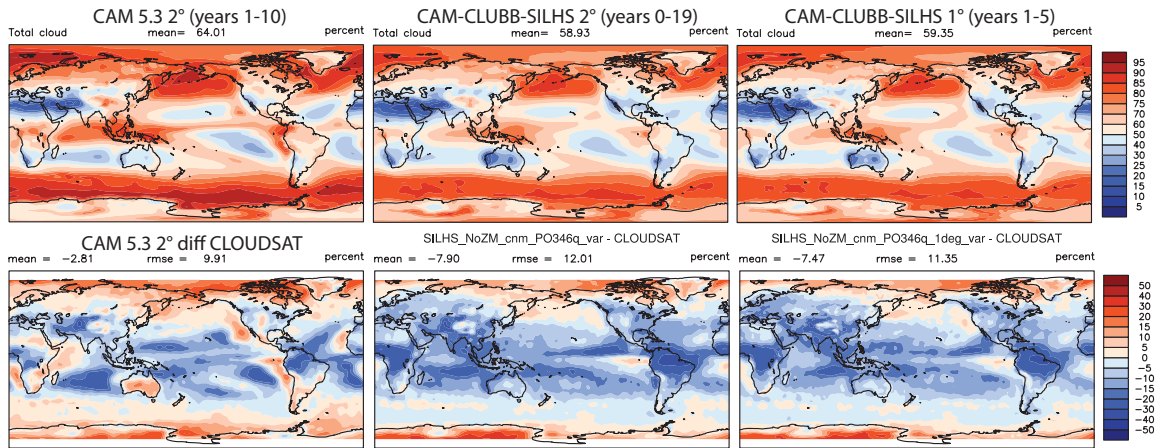 CAM 5.3 2° (years 1-10)
Total cloud mean= 64.01 percent
CAM-CLUBB-SILHS 2° (years 0-19)
Total cloud mean= 58.93 percent
CAM-CLUBB-SILHS 1° (years 1-5)
Total cloud mean= 59.35 percent
95
90
85
80
75
70
60
50
40
30
25
20
15
10
5
CAM 5.3 2° diff CLOUDSAT
mean = −2.81 rmse = 9.91 percent
SILHS_NoZM_cnm_PO346q_var - CLOUDSAT
mean = −7.90 rmse = 12.01 percent
SILHS_NoZM_cnm_PO346q_1deg_var - CLOUDSAT
mean = −7.47 rmse = 11.35 percent
50
40
30
20
15
10
5
0
−5
−10
−15
−20
−30
−40
−50